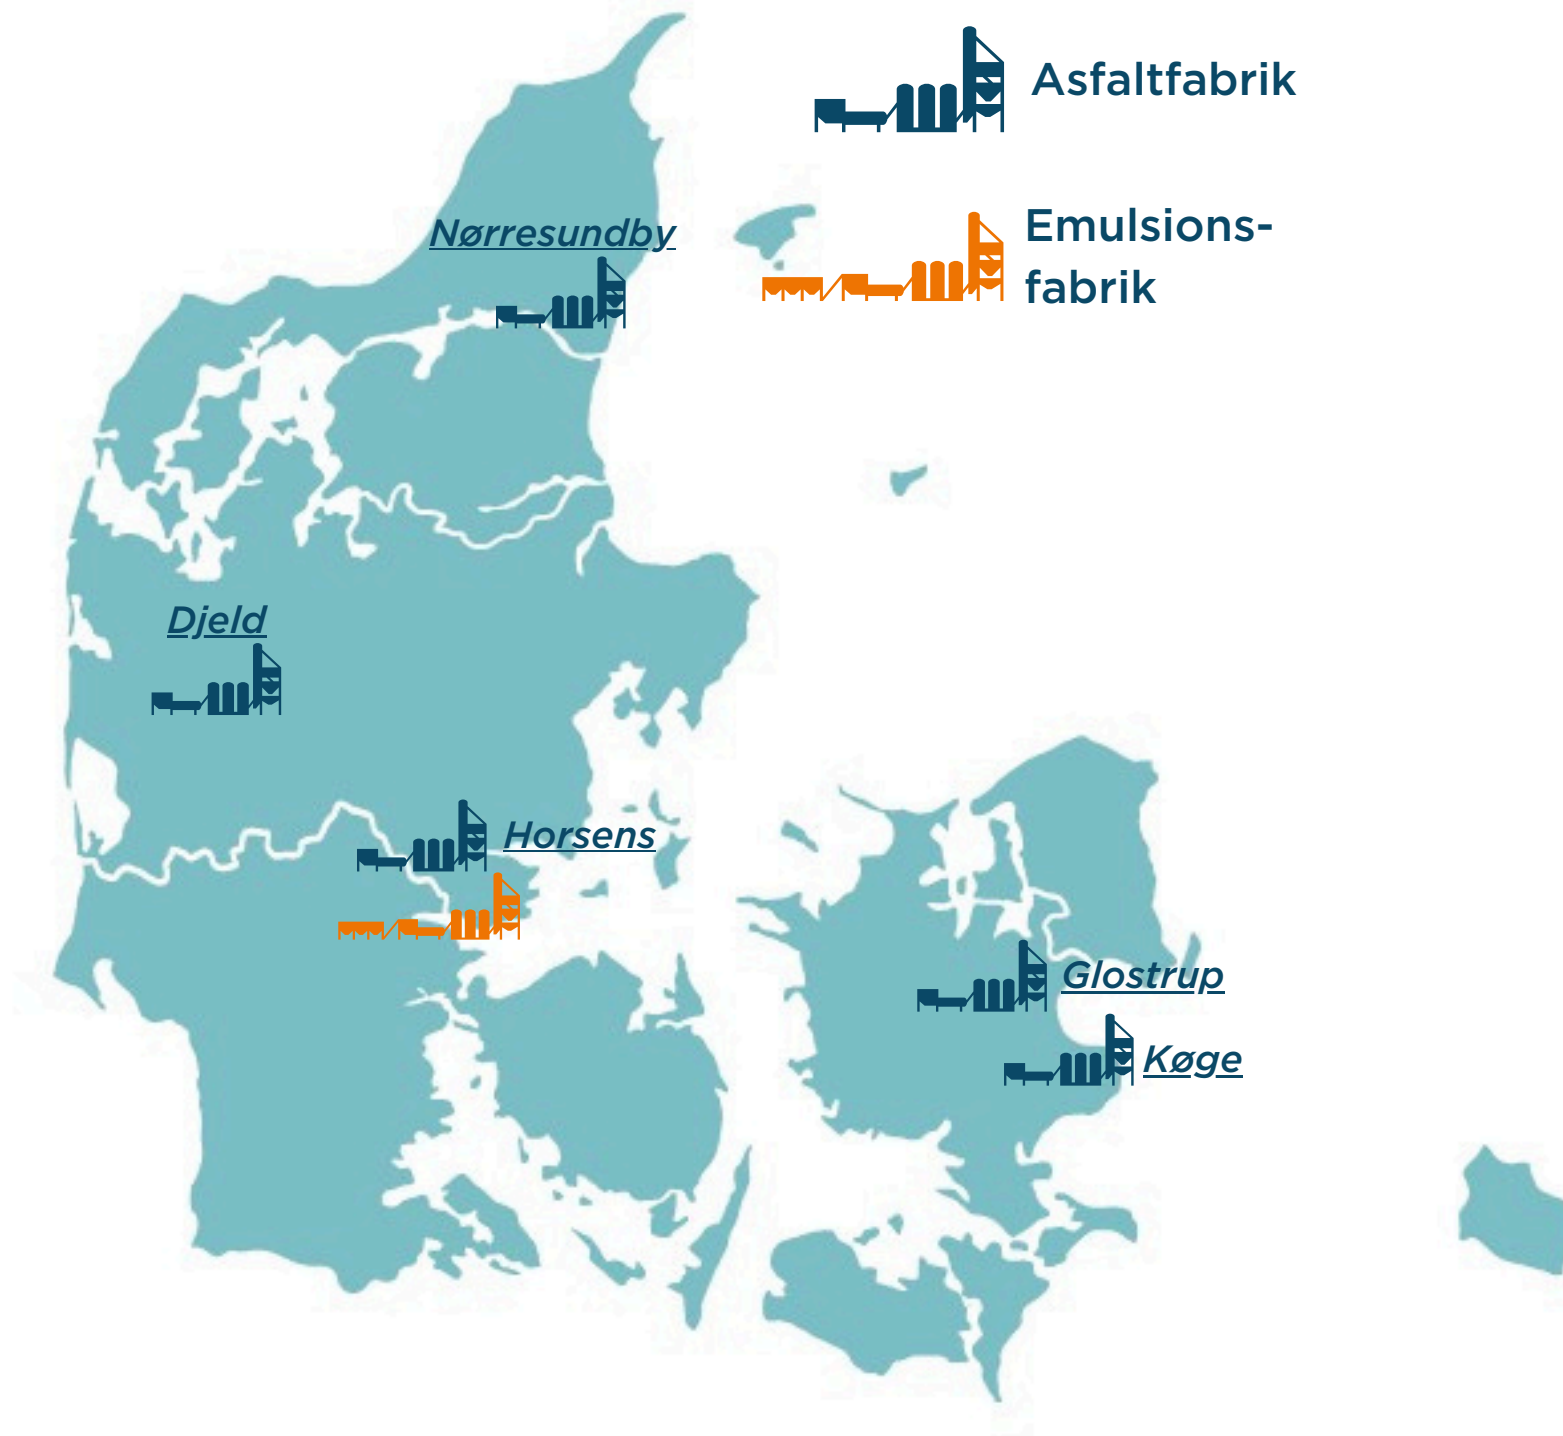 Asfaltfabrik
Emulsions-
fabrik
Nørresundby
Djeld
Horsens
Glostrup
Køge